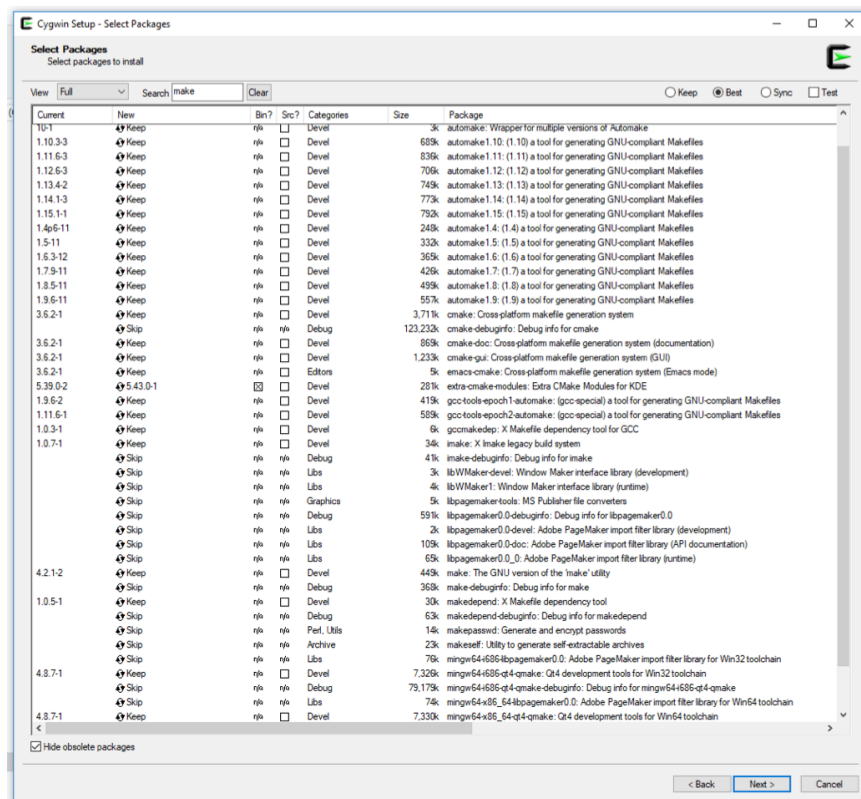 Cygwin Setup - Select Packages
Select Packages
Select packages to install
View Full Search make Clear Keep Best Sync Test
Current New Bin? Src? Categories Size Package
10-1 Keep n/a Devel 3k automake: Wrapper for multiple versions of Automake
1.10.3-3 Keep n/a Devel 689k automake1.10: (1.10) a tool for generating GNU-compliant Makefiles
1.11.6-3 Keep n/a Devel 836k automake1.11: (1.11) a tool for generating GNU-compliant Makefiles
1.12.6-3 Keep n/a Devel 706k automake1.12: (1.12) a tool for generating GNU-compliant Makefiles
1.13.4-2 Keep n/a Devel 749k automake1.13: (1.13) a tool for generating GNU-compliant Makefiles
1.14.1-3 Keep n/a Devel 773k automake1.14: (1.14) a tool for generating GNU-compliant Makefiles
1.15.1-1 Keep n/a Devel 792k automake1.15: (1.15) a tool for generating GNU-compliant Makefiles
1.4p6-11 Keep n/a Devel 248k automake1.4: (1.4) a tool for generating GNU-compliant Makefiles
1.5-11 Keep n/a Devel 332k automake1.5: (1.5) a tool for generating GNU-compliant Makefiles
1.6.3-12 Keep n/a Devel 365k automake1.6: (1.6) a tool for generating GNU-compliant Makefiles
1.7.9-11 Keep n/a Devel 426k automake1.7: (1.7) a tool for generating GNU-compliant Makefiles
1.8.5-11 Keep n/a Devel 499k automake1.8: (1.8) a tool for generating GNU-compliant Makefiles
1.9.6-11 Keep n/a Devel 557k automake1.9: (1.9) a tool for generating GNU-compliant Makefiles
3.6.2-1 Keep n/a Devel 3,711k cmake: Cross-platform makefile generation system
Skip n/a n/a Debug 123,232k cmake-debuginfo: Debug info for cmake
3.6.2-1 Keep n/a Devel 869k cmake-doc: Cross-platform makefile generation system (documentation)
3.6.2-1 Keep n/a Devel 1,233k cmake-gui: Cross-platform makefile generation system (GUI)
3.6.2-1 Keep n/a Editors 5k emacs-cmake: Cross-platform makefile generation system (Emacs mode)
5.39.0-2 5.43.0-1 Devel 281k extra-cmake-modules: Extra CMake Modules for KDE
1.9.6-2 Keep n/a Devel 419k gcc-tools-epoch1-automake: (gcc-special) a tool for generating GNU-compliant Makefiles
1.11.6-1 Keep n/a Devel 589k gcc-tools-epoch2-automake: (gcc-special) a tool for generating GNU-compliant Makefiles
1.0.3-1 Keep n/a Devel 6k gccmakedep: X Makefile dependency tool for GCC
1.0.7-1 Keep n/a Devel 34k imake: X Imake legacy build system
Skip n/a n/a Debug 41k imake-debuginfo: Debug info for imake
Skip n/a n/a Libs 3k libWMaker-devel: Window Maker interface library (development)
Skip n/a n/a Libs 4k libWMaker1: Window Maker interface library (runtime)
Skip n/a n/a Graphics 5k libpagemaker-tools: MS Publisher file converters
Skip n/a n/a Debug 591k libpagemaker0.0-debuginfo: Debug info for libpagemaker0.0
Skip n/a n/a Libs 2k libpagemaker0.0-devel: Adobe PageMaker import filter library (development)
Skip n/a n/a Libs 109k libpagemaker0.0-doc: Adobe PageMaker import filter library (API documentation)
Skip n/a n/a Libs 65k libpagemaker0.0_0: Adobe PageMaker import filter library (runtime)
4.2.1-2 Keep n/a Devel 449k make: The GNU version of the 'make' utility
Skip n/a n/a Debug 368k make-debuginfo: Debug info for make
1.0.5-1 Keep n/a Devel 30k makedepend: X Makefile dependency tool
Skip n/a n/a Debug 63k makedepend-debuginfo: Debug info for makedepend
Skip n/a n/a Perl, Utils 14k makepasswd: Generate and encrypt passwords
Skip n/a n/a Archive 23k makeself: Utility to generate self-extractable archives
Skip n/a n/a Libs 76k mingw64-i686-libpagemaker0.0: Adobe PageMaker import filter library for Win32 toolchain
4.8.7-1 Keep n/a Devel 7,326k mingw64-i686-qt4-qmake: Qt4 development tools for Win32 toolchain
Skip n/a n/a Debug 79,179k mingw64-i686-qt4-qmake-debuginfo: Debug info for mingw64-i686-qt4-qmake
Skip n/a n/a Libs 74k mingw64-x86_64-libpagemaker0.0: Adobe PageMaker import filter library for Win64 toolchain
4.8.7-1 Keep n/a Devel 7,330k mingw64-x86_64-qt4-qmake: Qt4 development tools for Win64 toolchain
Hide obsolete packages
< Back Next > Cancel